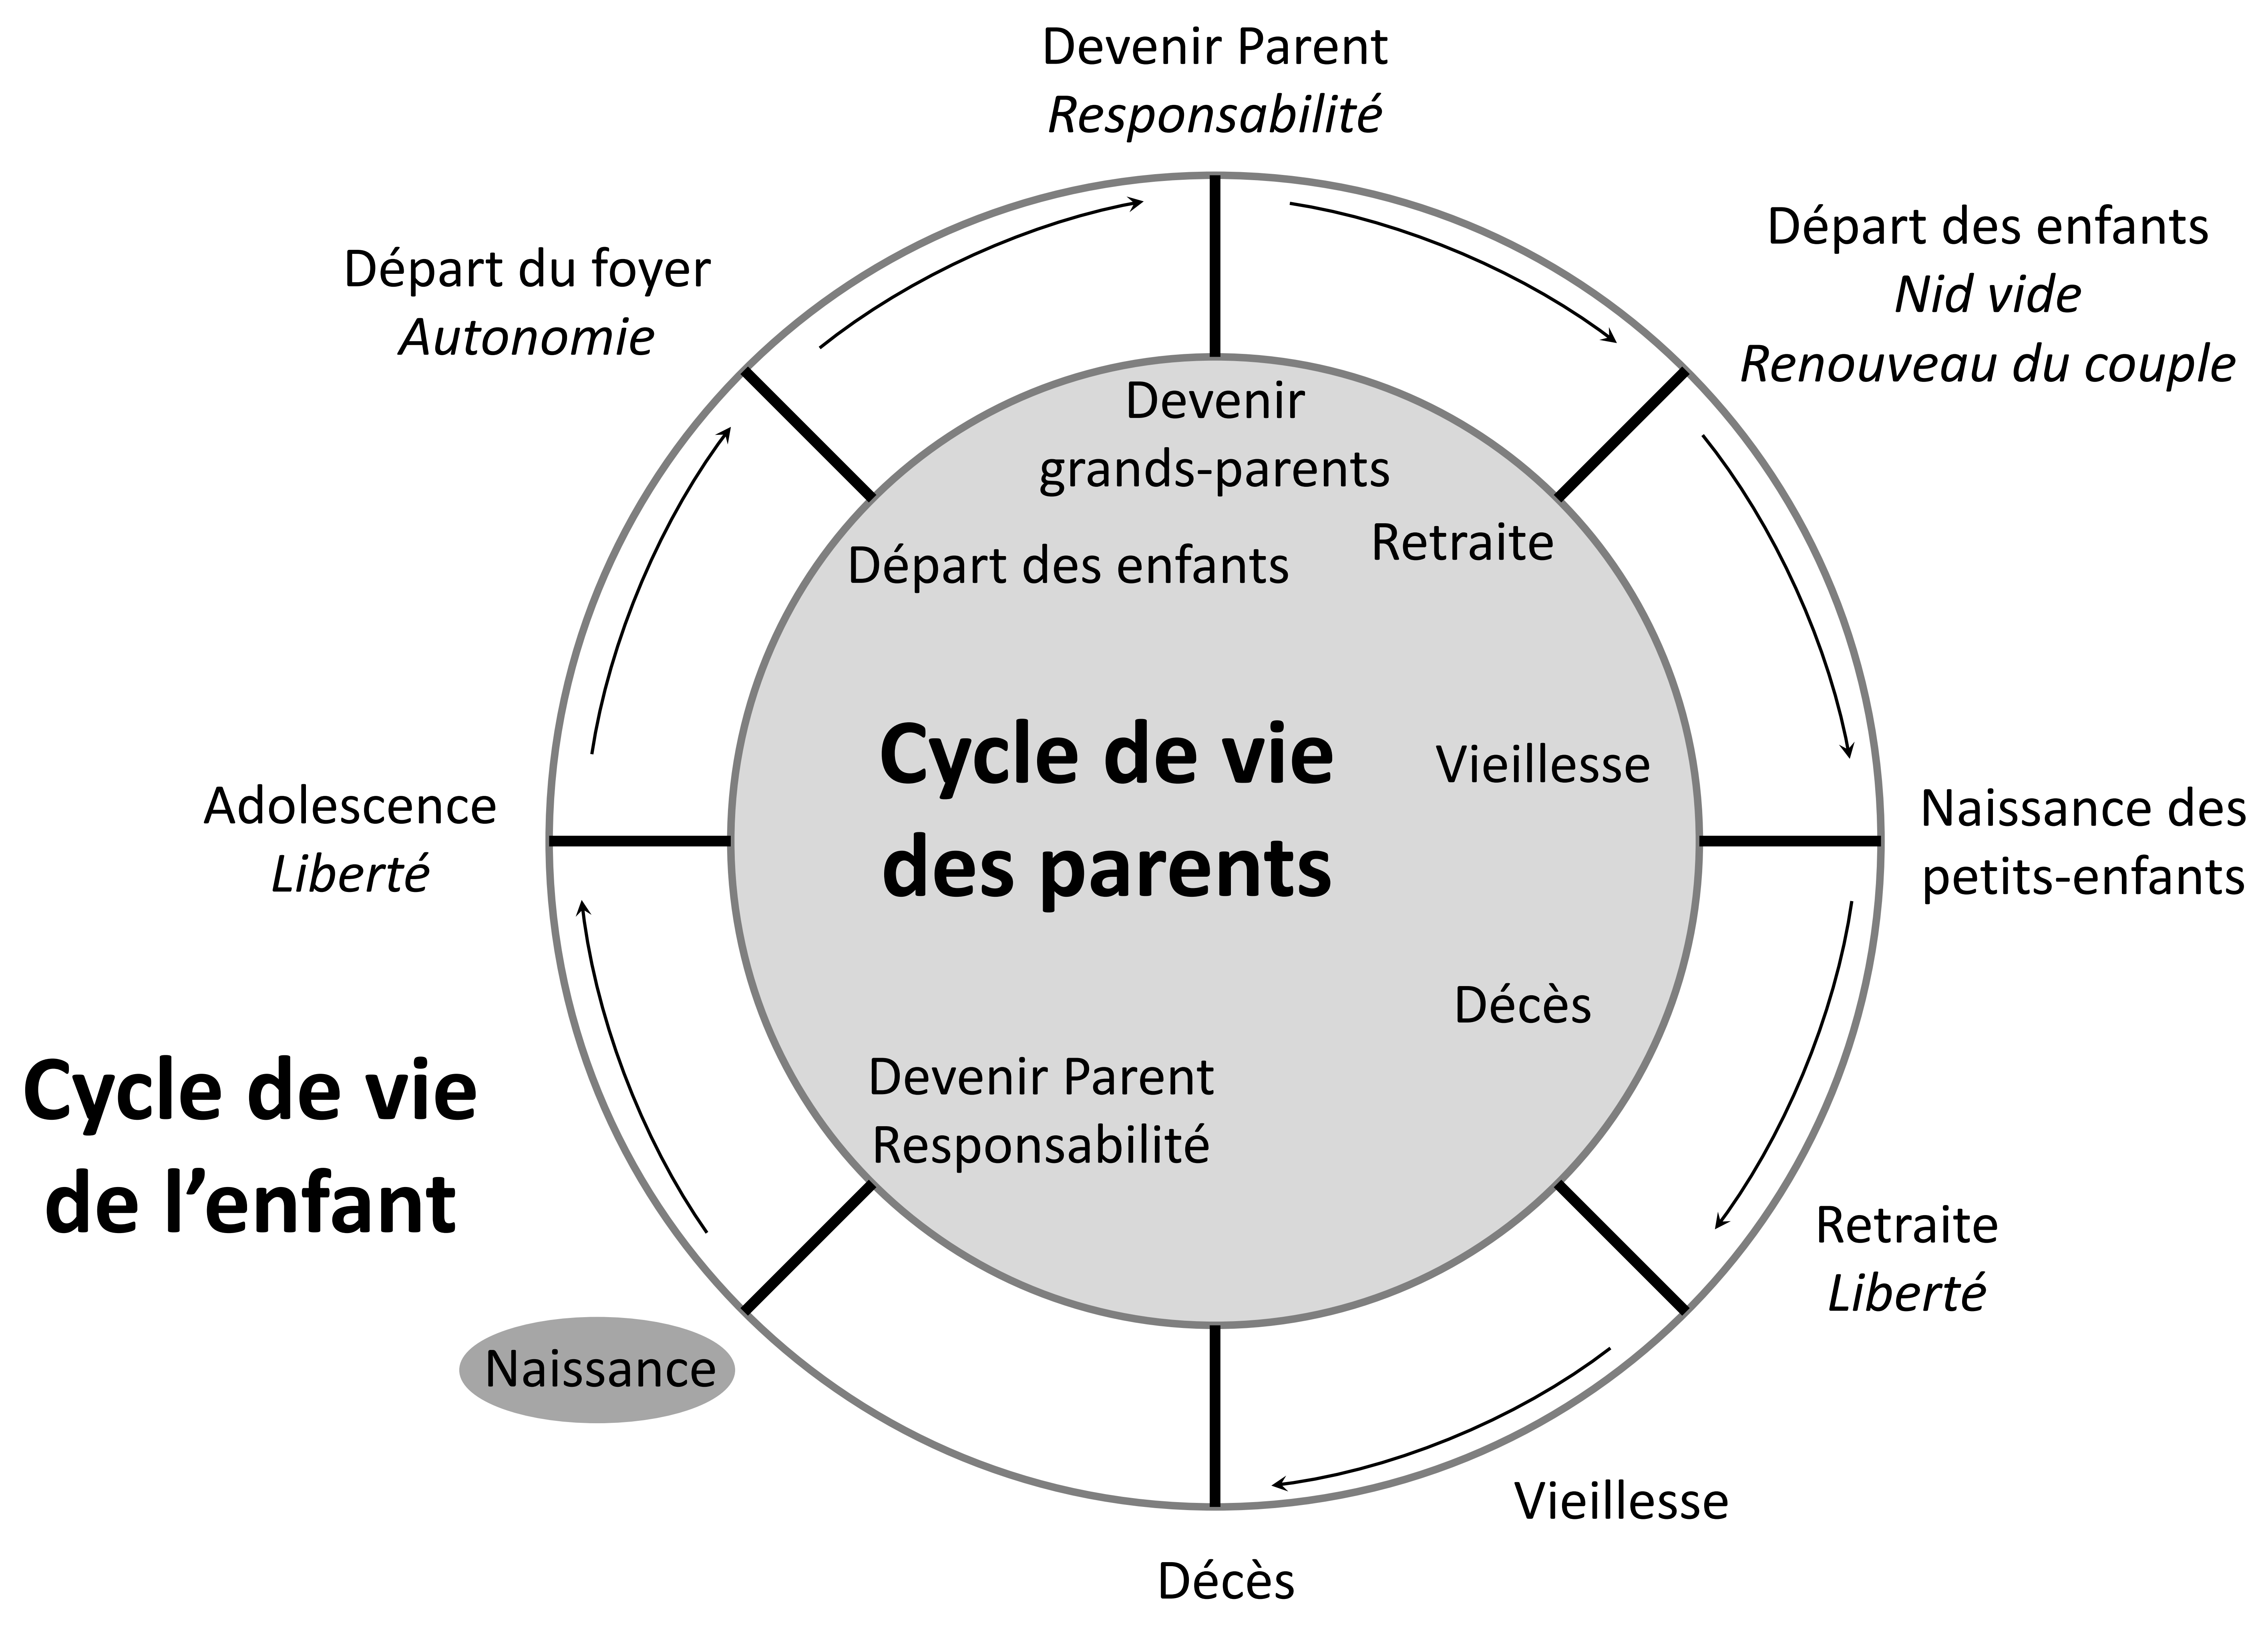 Devenir Parent
Responsabilité
Départ des enfants
Nid vide
Renouveau du couple
Départ du foyer
Autonomie
Devenir
grands-parents
Départ des enfants
Retraite
Cycle de vie
des parents
Vieillesse
Adolescence
Liberté
Naissance des
petits-enfants
Décès
Devenir Parent
Responsabilité
Cycle de vie
de l’enfant
Retraite
Liberté
Naissance
Vieillesse
Décès